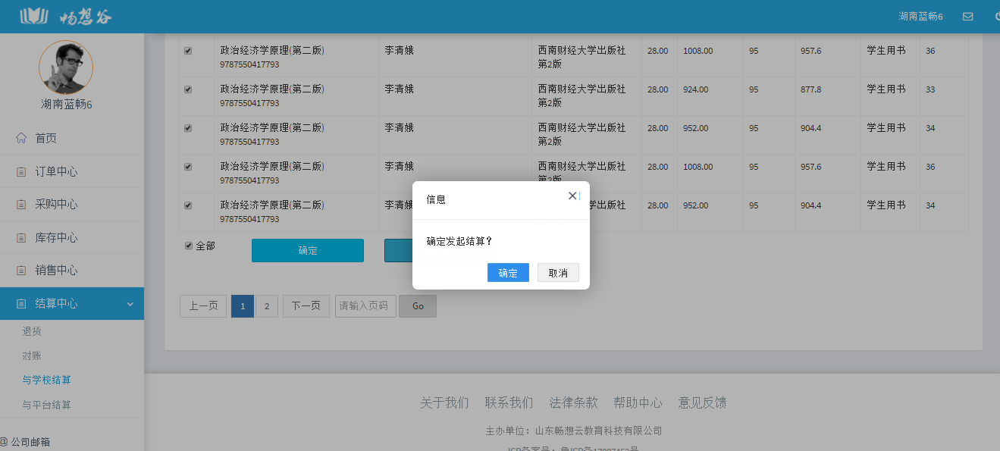 畅想谷
湖南蓝畅6
湖南蓝畅6
首页
订单中心
采购中心
库存中心
销售中心
结算中心
退货
对账
与学校结算
与平台结算
@ 公司邮箱
政治经济学原理(第二版) 李清娥 西南财经大学出版社 28.00 1008.00 95 957.6 学生用书 36
9787550417793 第2版
政治经济学原理(第二版) 李清娥 西南财经大学出版社 28.00 924.00 95 877.8 学生用书 33
9787550417793 第2版
政治经济学原理(第二版) 李清娥 西南财经大学出版社 28.00 952.00 95 904.4 学生用书 34
9787550417793 第2版
政治经济学原理(第二版) 李清娥 西南财经大学出版社 28.00 1008.00 95 957.6 学生用书 36
9787550417793 第2版
政治经济学原理(第二版) 李清娥 学出版社 28.00 952.00 95 904.4 学生用书 34
9787550417793
全部 确定
信息
确定发起结算？
确定 取消
上一页 1 2 下一页 请输入页码 Go
关于我们 联系我们 法律条款 帮助中心 意见反馈
主办单位：山东畅想云教育科技有限公司